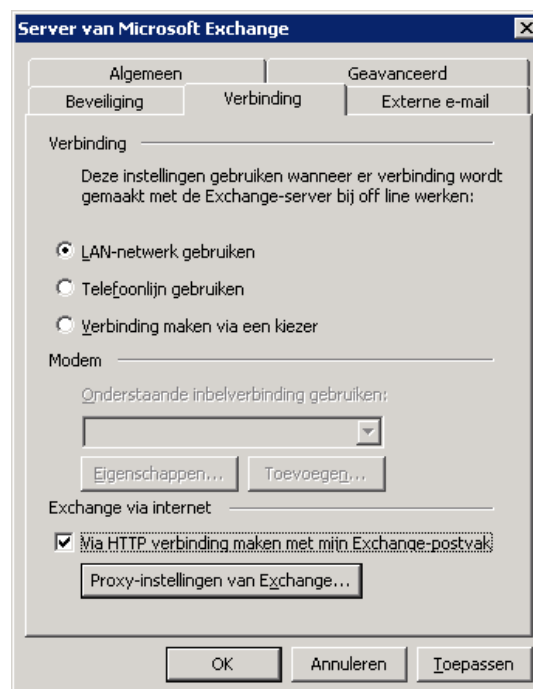 Server van Microsoft Exchange
Algemeen
Geavanceerd
Beveiliging
Verbinding
Externe e-mail
Verbinding
Deze instellingen gebruiken wanneer er verbinding wordt
gemaakt met de Exchange-server bij off line werken:
LAN-netwerk gebruiken
Telefoonlijn gebruiken
Verbinding maken via een kiezer
Modem
Onderstaande inbelverbinding gebruiken:
Eigenschappen...
Toevoegen...
Exchange via internet
Via HTTP verbinding maken met mijn Exchange-postvak
Proxy-instellingen van Exchange...
OK
Annuleren
Toepassen